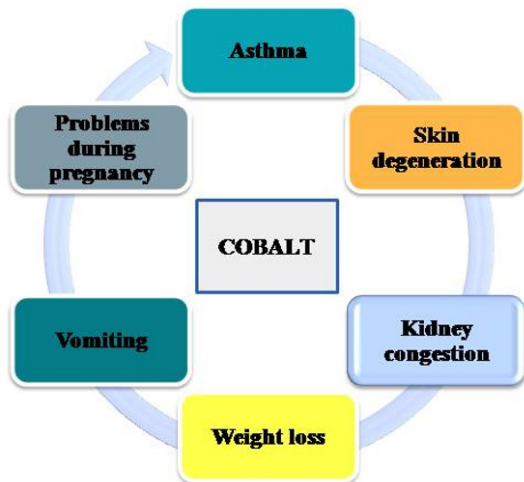 Asthma
Skin
degeneration
Kidney
congestion
Weight loss
Vomiting
Problems
during
pregnancy
COBALT